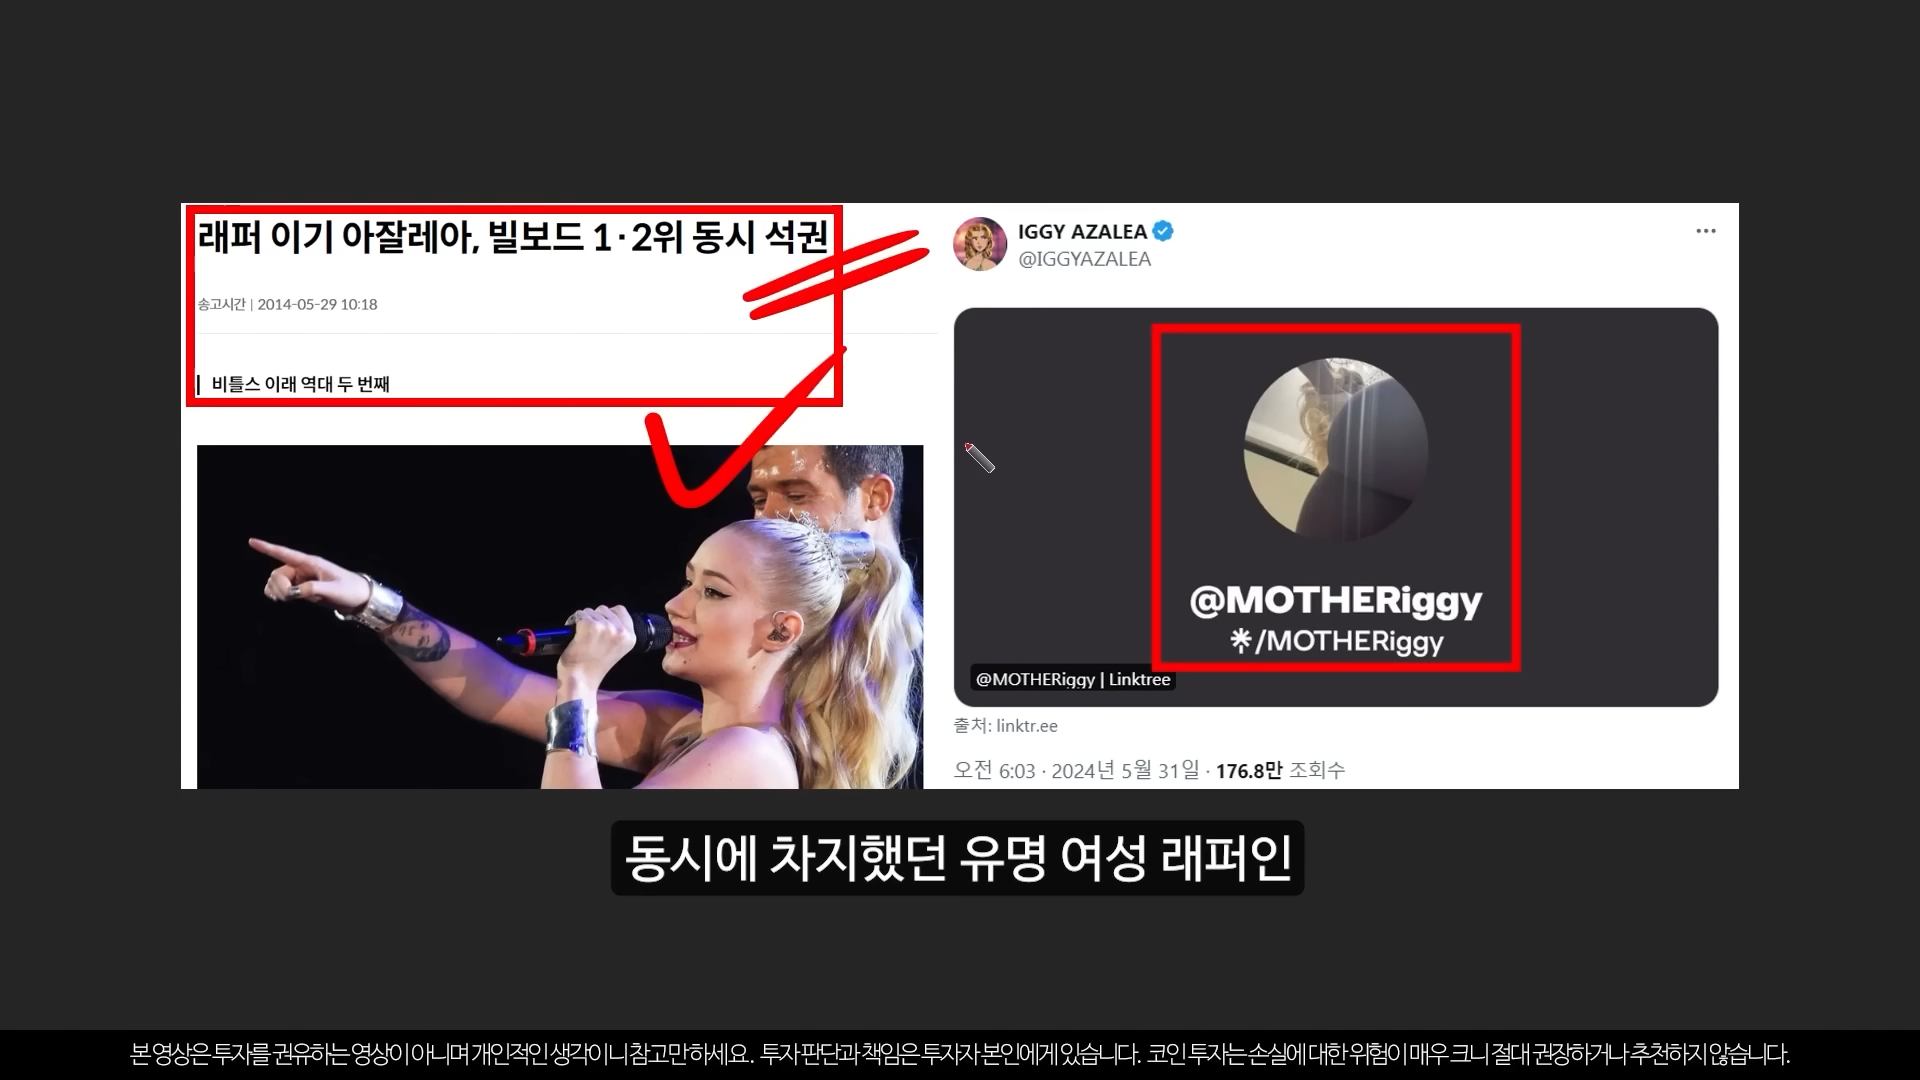 래퍼 이기 아잘레아, 빌보드 1·2위 동시 석권
송고시간 | 2014-05-29 10:18
비틀스 이래 역대 두 번째
IGGY AZALEA
@IGGYAZALEA
@MOTHERiggy
/MOTHERiggy
@MOTHERiggy | Linktree
출처: linktr.ee
오전 6:03 · 2024년 5월 31일 · 176.8만 조회수
동시에 차지했던 유명 여성 래퍼인
본 영상은 투자를 권유하는 영상이 아니며 개인적인 생각이니 참고만 하세요. 투자 판단과 책임은 투자자 본인에게 있습니다. 코인 투자는 손실에 대한 위험이 매우 크니 절대 권장하거나 추천하지 않습니다.